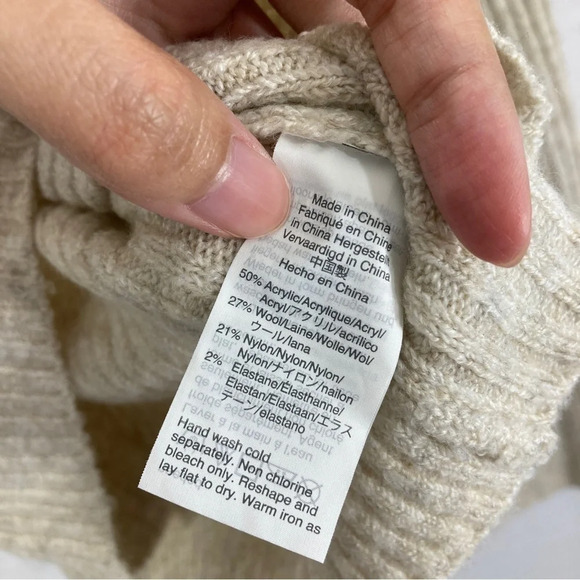 Made in China
Fabriqué en Chine
in China Hergestellt
Vervaardigd in China
中国製
Hecho en China
50% Acrylic/Acrylique/Acryl/
Acryl/アクリル/acrílico
27% Wool/Laine/Wolle/Wol/
ウール/lana
21% Nylon/Nylon/Nylon/
Nylon/ナイロン/nailon
2% Elastane/Élasthanne/
Elastan/Elastaan/エラス
テーン/elastano
Hand wash cold
separately. Non chlorine
bleach only. Reshape and
lay flat to dry. Warm iron as